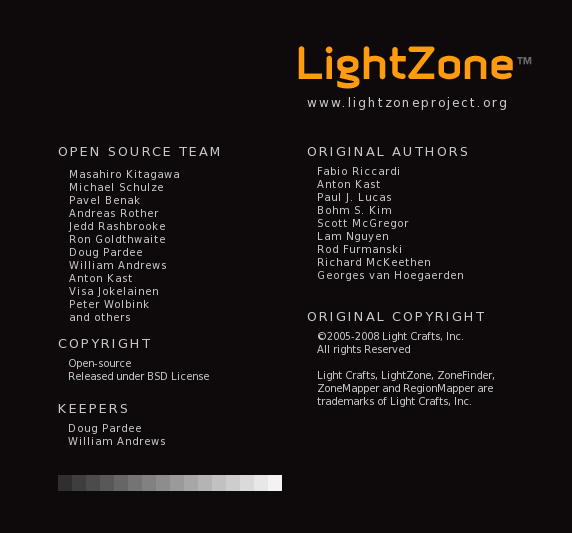 LightZone™
www.lightzoneproject.org
OPEN SOURCE TEAM
Masahiro Kitagawa
Michael Schulze
Pavel Benak
Andreas Rother
Jedd Rashbrooke
Ron Goldthwaite
Doug Pardee
William Andrews
Anton Kast
Visa Jokelainen
Peter Wolbink
and others
COPYRIGHT
Open-source
Released under BSD License
KEEPERS
Doug Pardee
William Andrews
ORIGINAL AUTHORS
Fabio Riccardi
Anton Kast
Paul J. Lucas
Bohm S. Kim
Scott McGregor
Lam Nguyen
Rod Furmanski
Richard McKeethen
Georges van Hoegaerden
ORIGINAL COPYRIGHT
©2005-2008 Light Crafts, Inc.
All rights Reserved
Light Crafts, LightZone, ZoneFinder,
ZoneMapper and RegionMapper are
trademarks of Light Crafts, Inc.